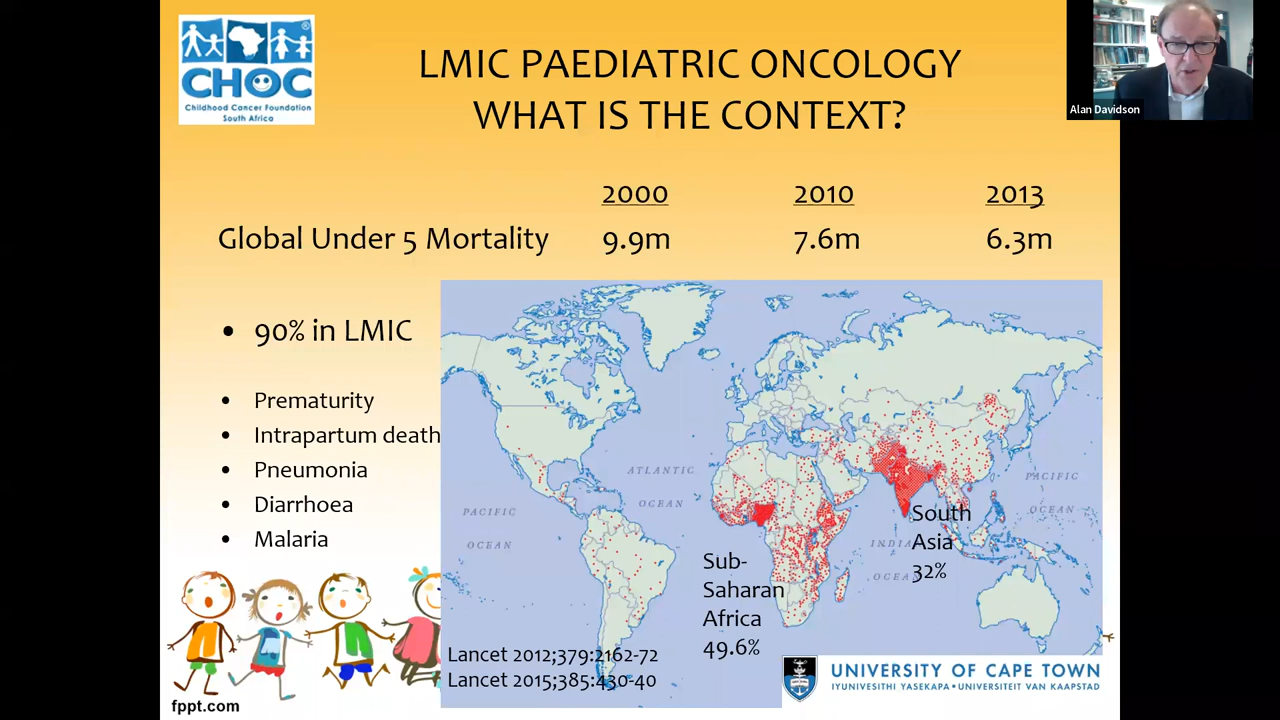 CHOC
Childhood Cancer Foundation
South Africa
LMIC PAEDIATRIC ONCOLOGY
WHAT IS THE CONTEXT?
Alan Davidson
2000 2010 2013
Global Under 5 Mortality 9.9m 7.6m 6.3m
• 90% in LMIC
• Prematurity
• Intrapartum death
• Pneumonia
• Diarrhoea
• Malaria
ATLANTIC
OCEAN
PACIFIC
OCEAN
PACIFIC
OCEAN
INDIA
OCEA
South
Asia
32%
Sub-
Saharan
Africa
49.6%
Lancet 2012;379:2162-72
Lancet 2015;385:430-40
UNIVERSITY OF CAPE TOWN
IYUNIVESITHI YASEKAPA • UNIVERSITEIT VAN KAAPSTAD
fppt.com